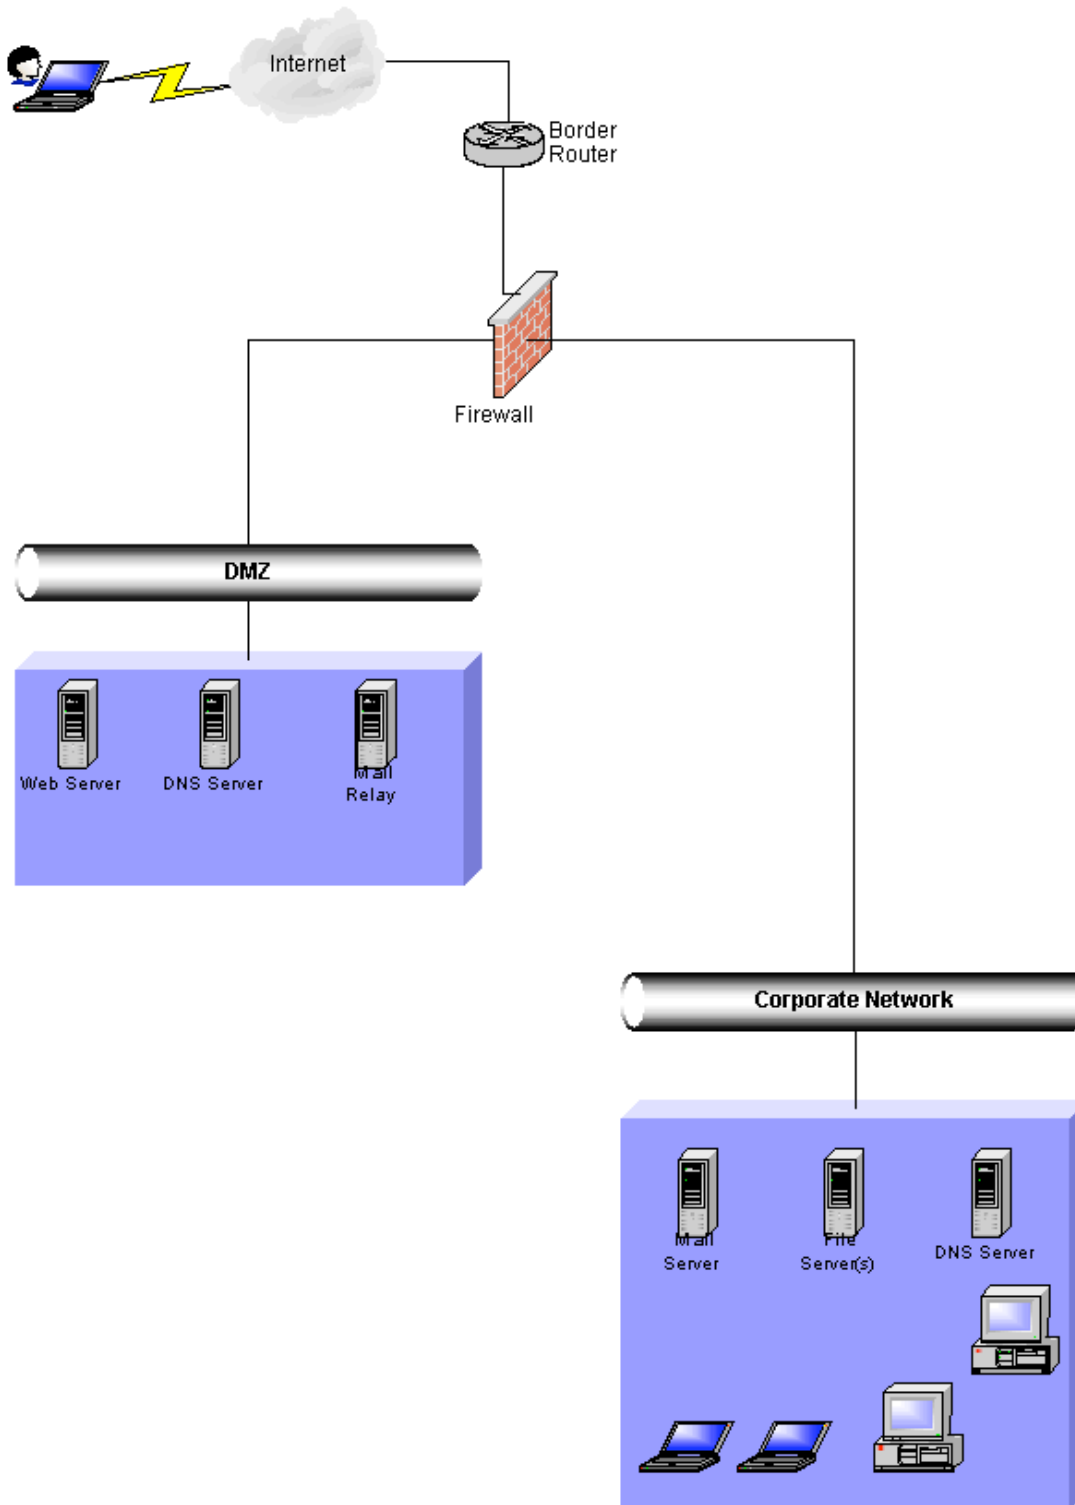 Internet
Border
Router
Firewall
DMZ
Web Server
DNS Server
Mail
Relay
Corporate Network
Mail
Server
File
Server(s)
DNS Server